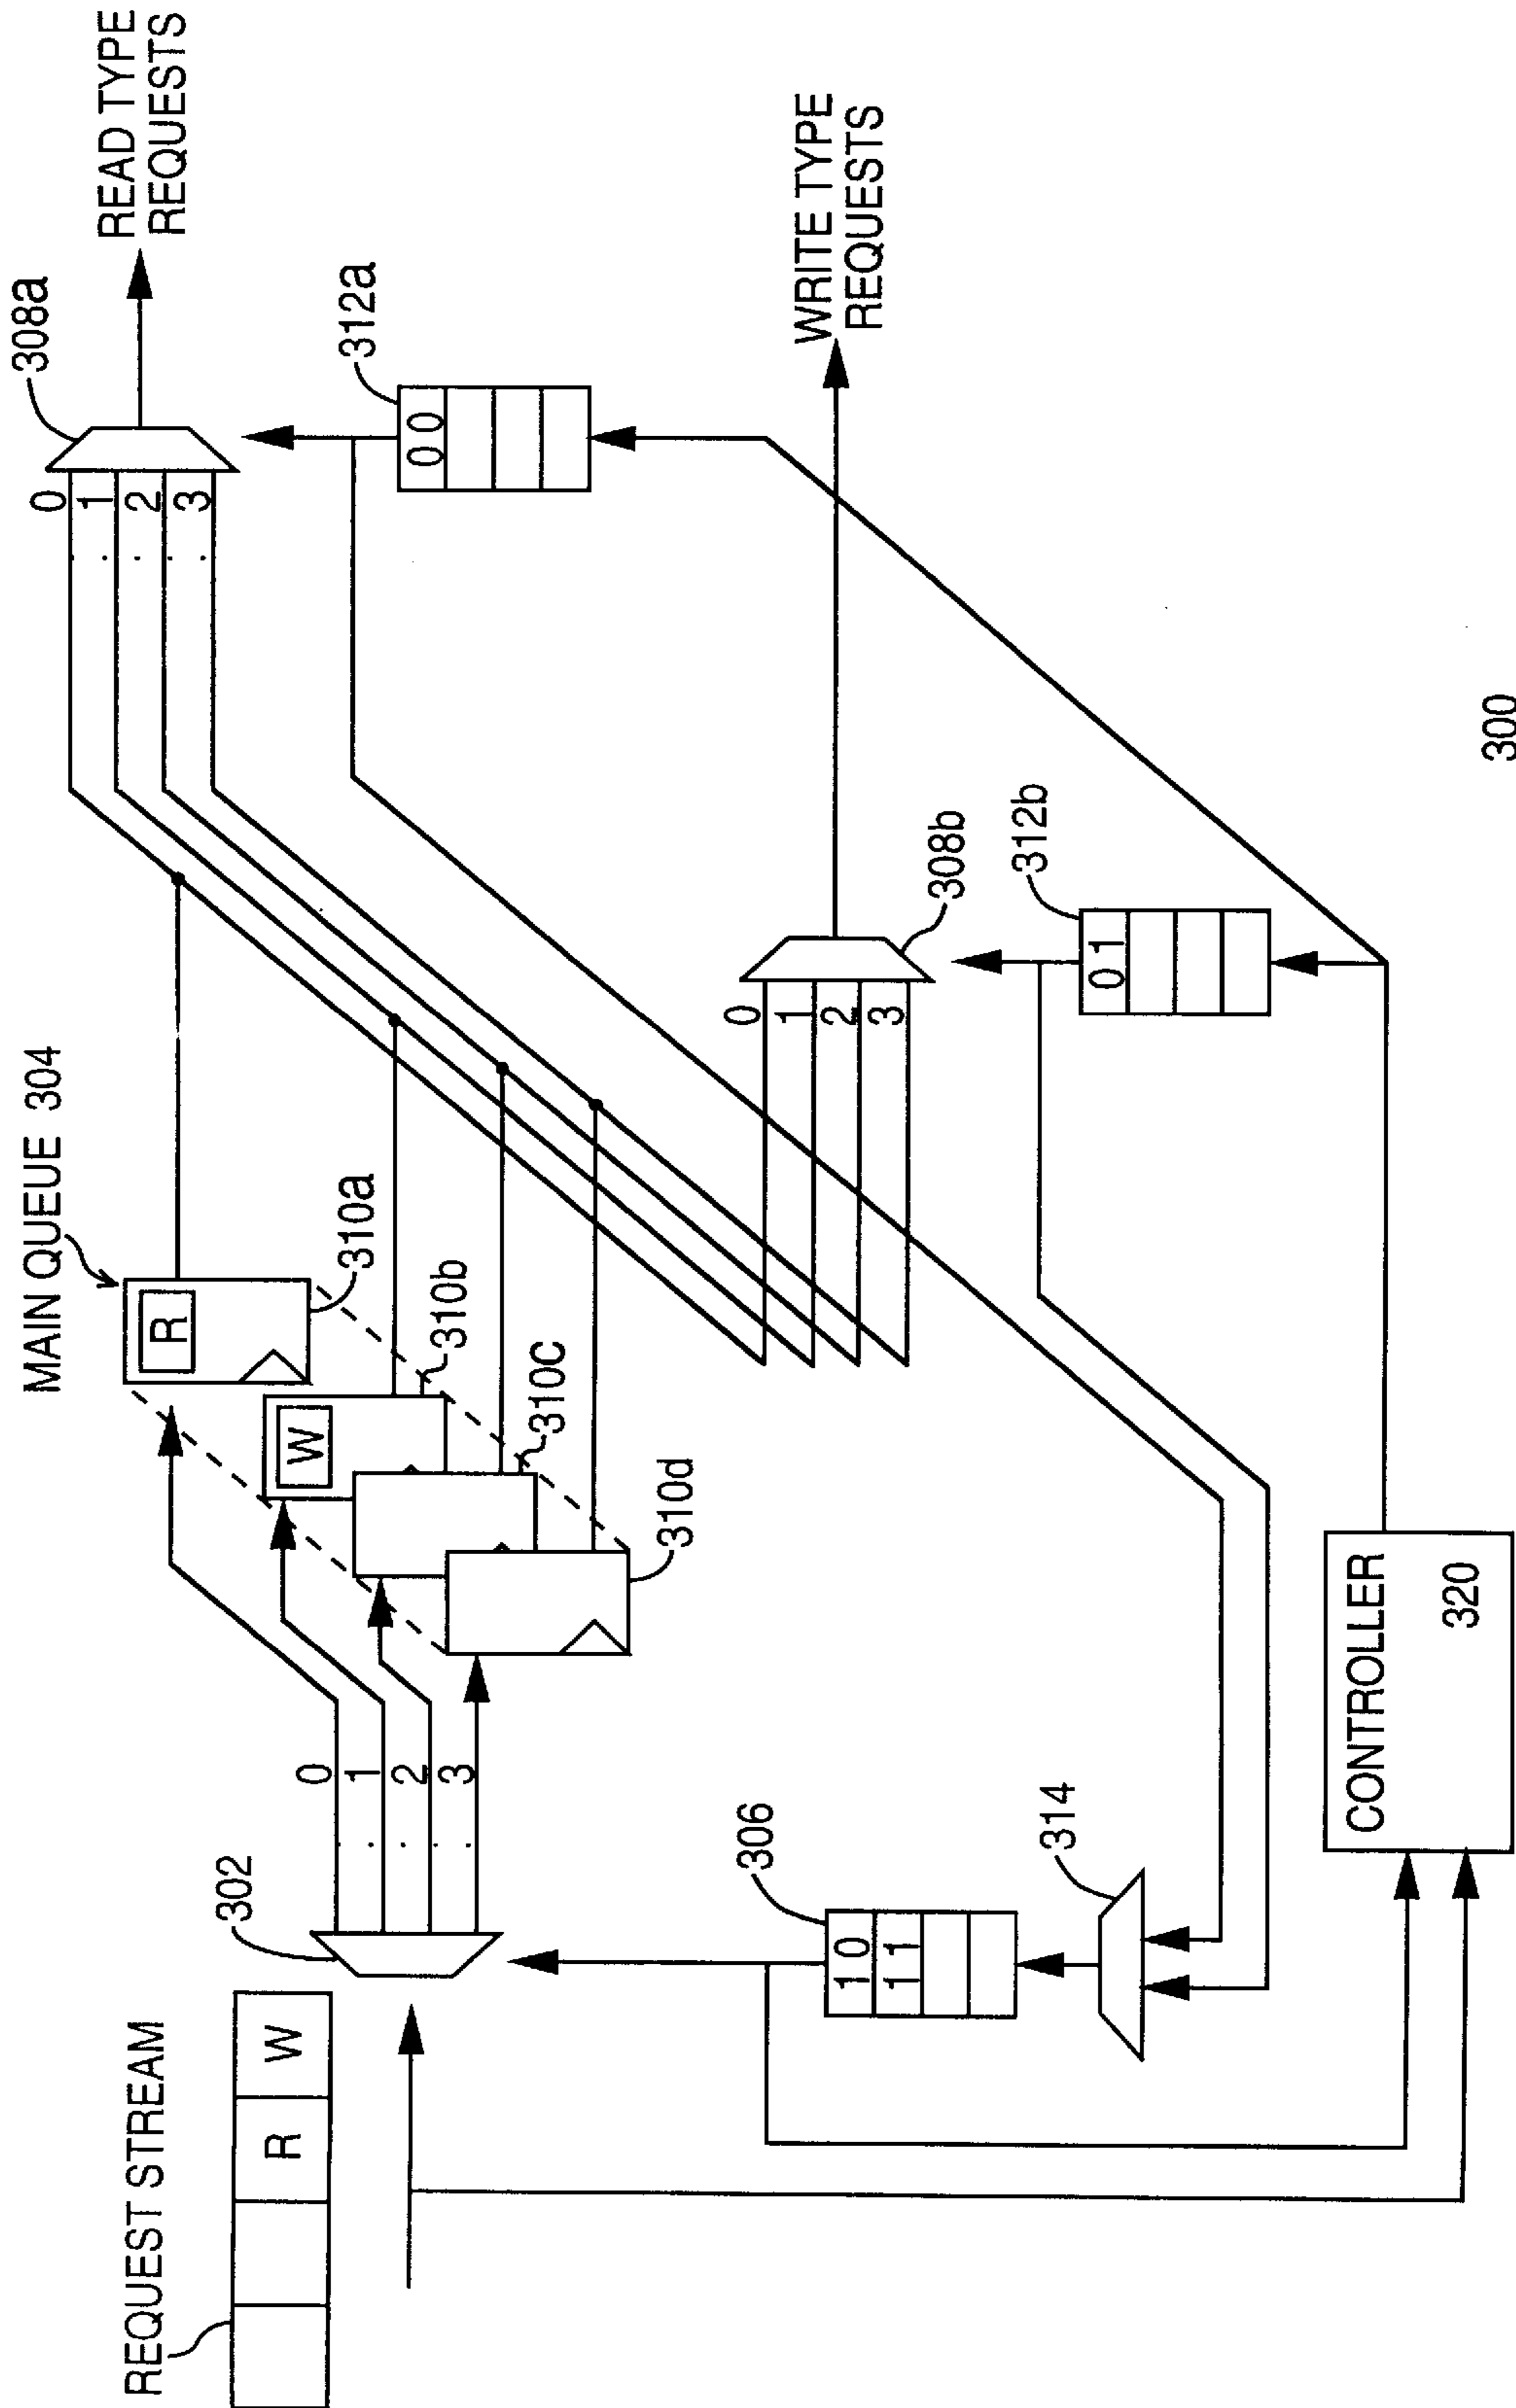 REQUEST STREAM
R
W
302
0
1
2
3
MAIN QUEUE 304
R
310a
W
310b
310C
310d
0
1
2
3
308a
READ TYPE
REQUESTS
312a
0 0
306
1 0
1 1
314
0
1
2
3
308b
WRITE TYPE
REQUESTS
312b
0 1
CONTROLLER
320
300